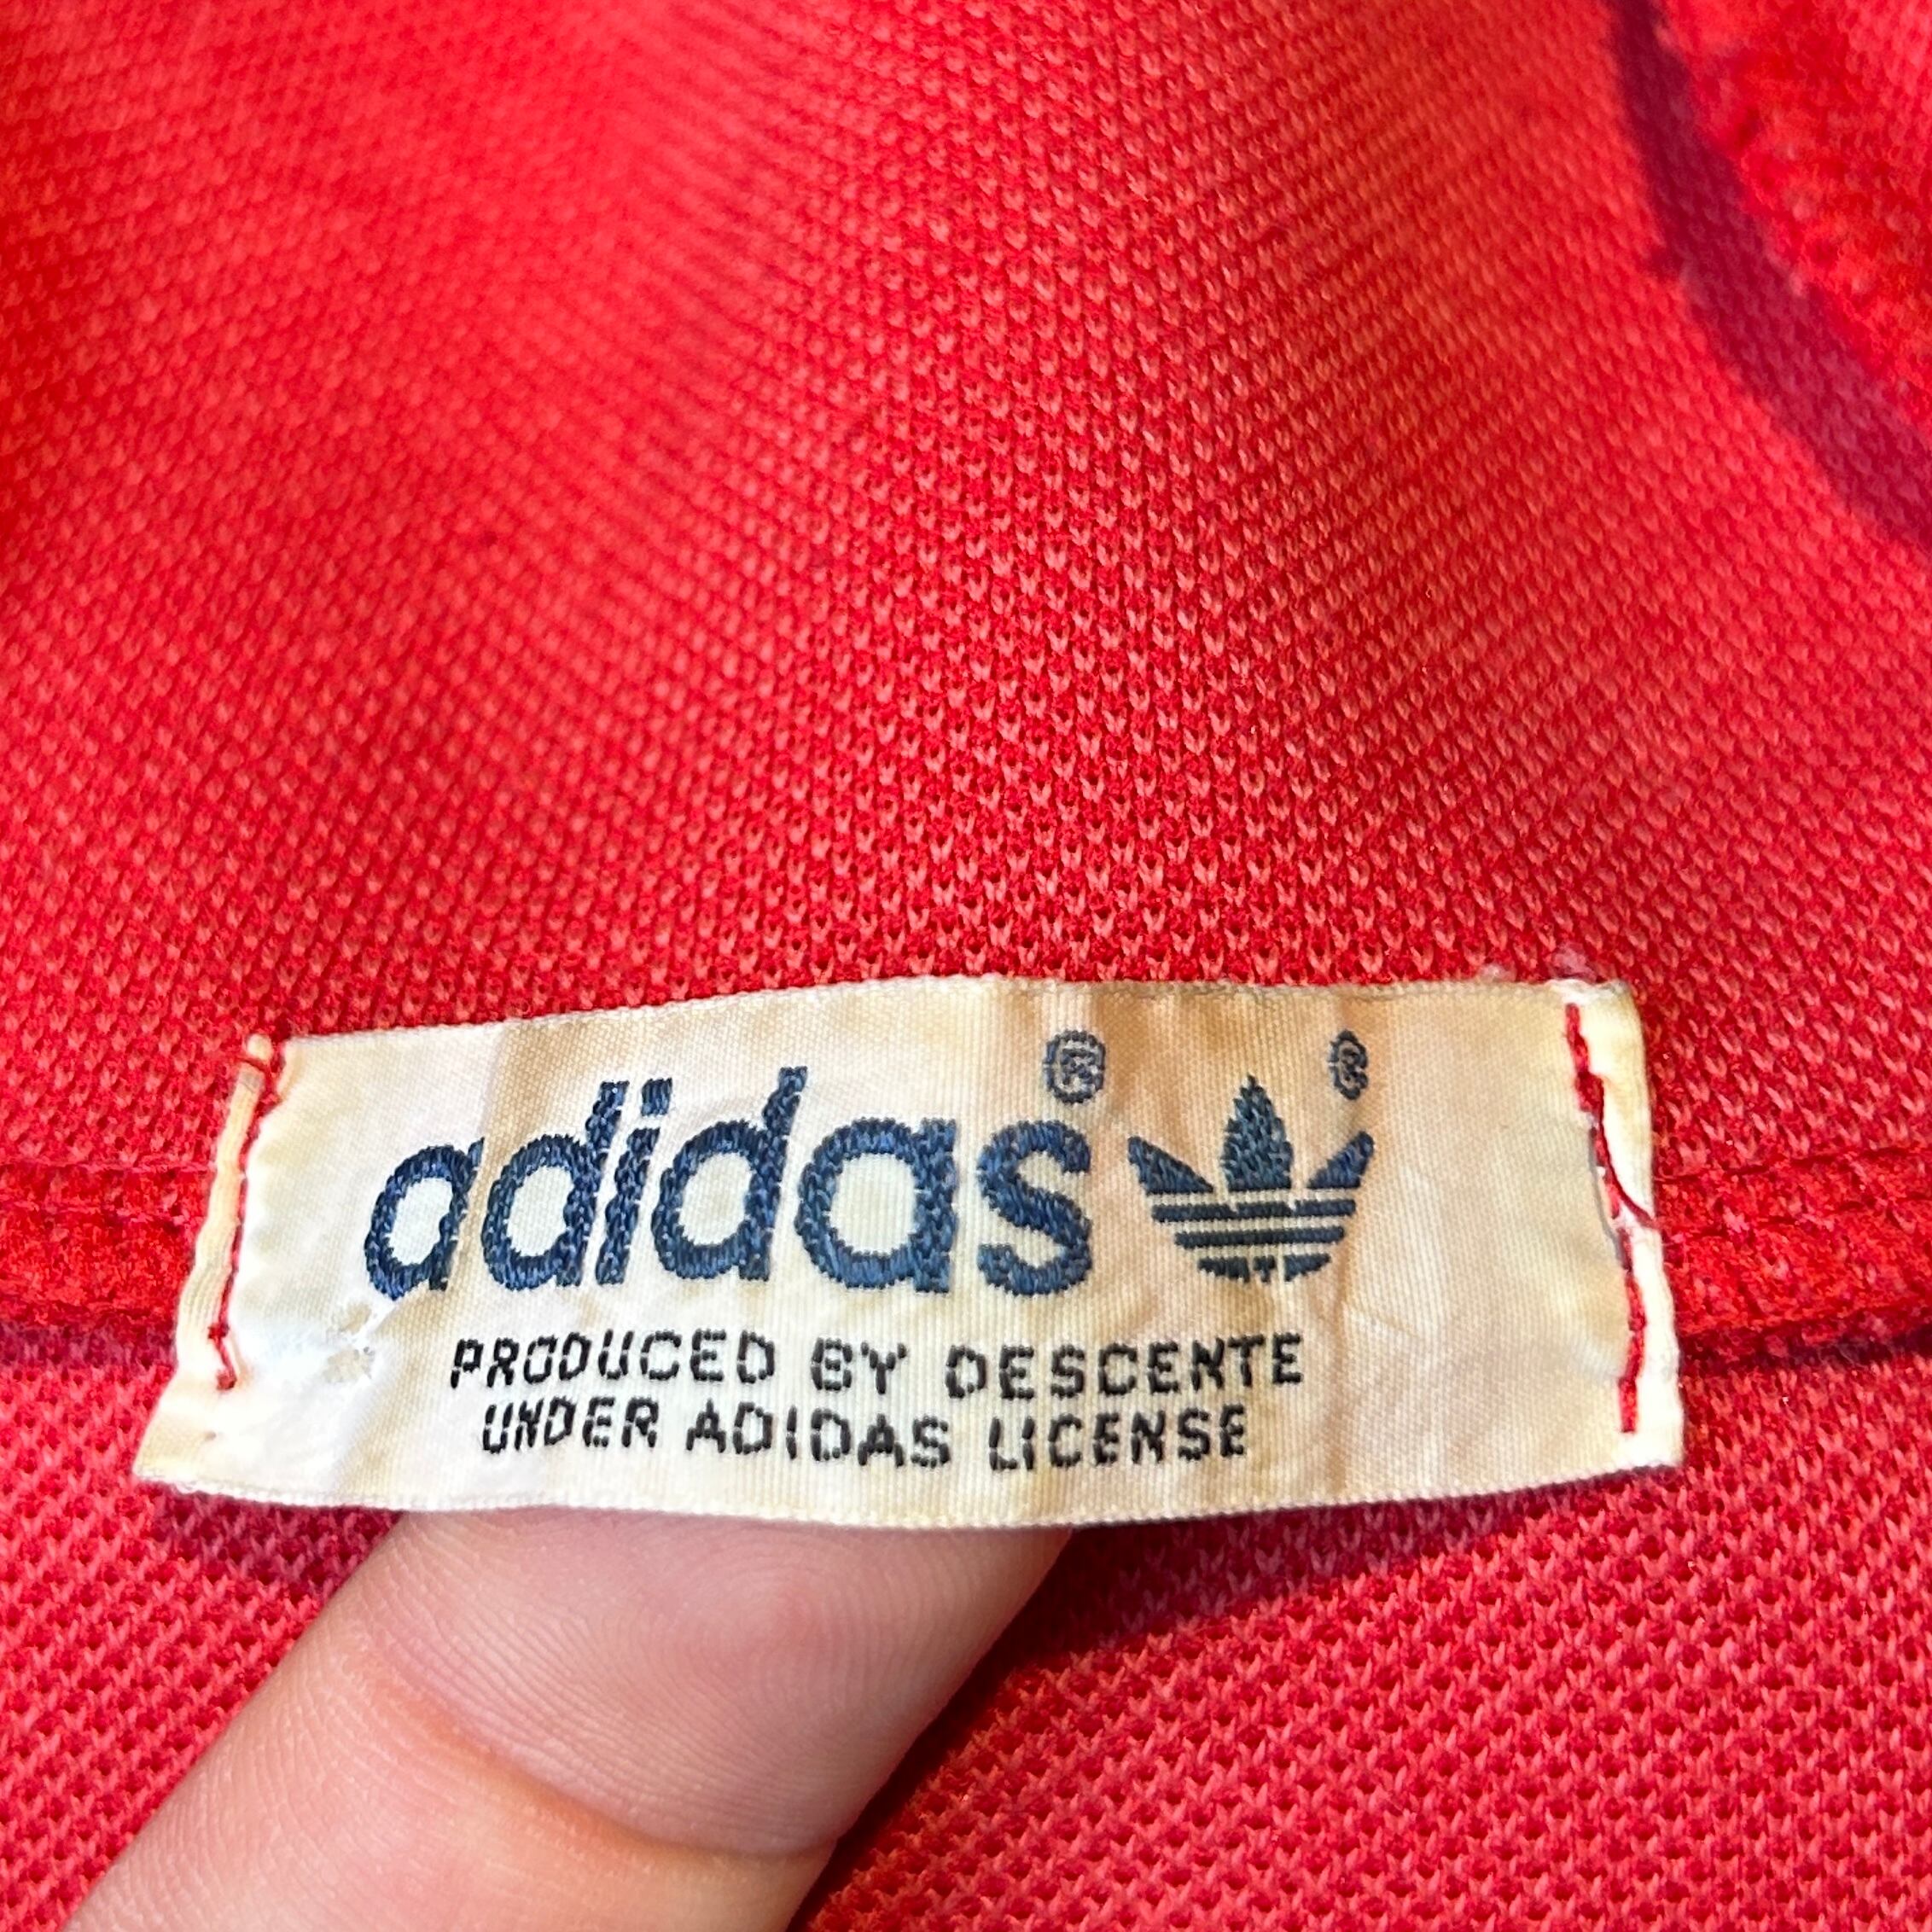 adidas® ®
PRODUCED BY DESCENTE
UNDER ADIDAS LICENSE